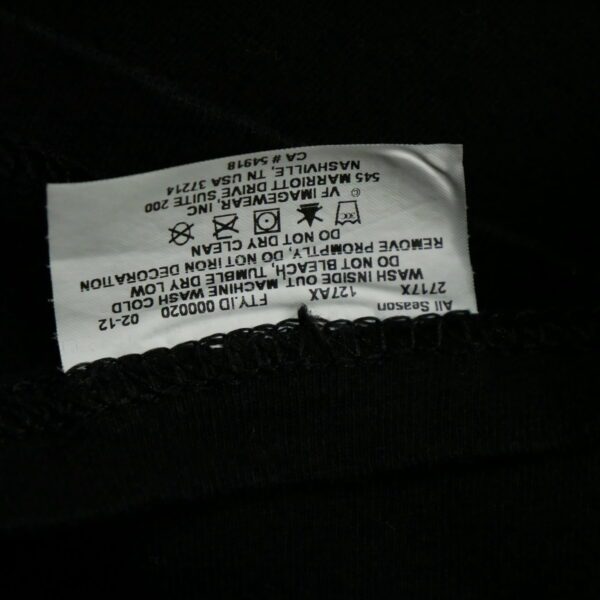 All Season
2717X 127AX FTY.ID 000020 02-12
WASH INSIDE OUT, MACHINE WASH COLD
DO NOT BLEACH, TUMBLE DRY LOW
REMOVE PROMPTLY, DO NOT IRON DECORATION
DO NOT DRY CLEAN
© VF IMAGEWEAR, INC
545 MARRIOTT DRIVE, SUITE 200
NASHVILLE, TN USA 37214
CA # 54918